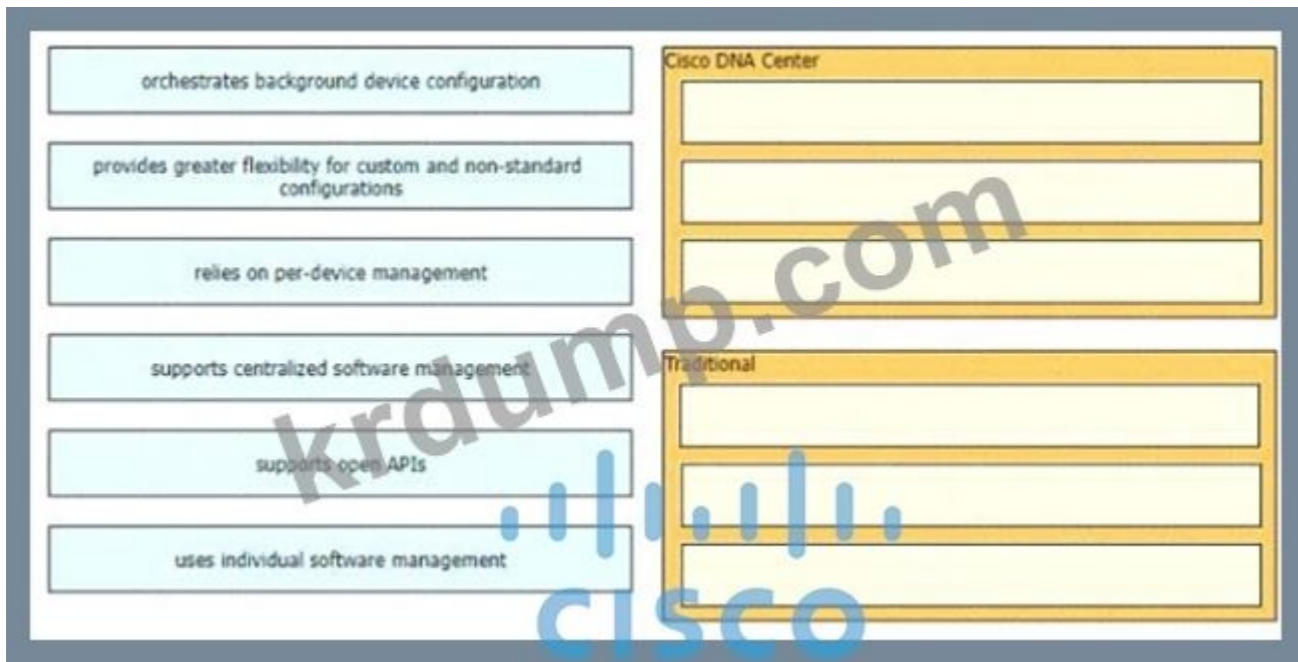 orchestrates background device configuration
provides greater flexibility for custom and non-standard
configurations
relies on per-device management
supports centralized software management
supports open APIs
uses individual software management
Cisco DNA Center
Traditional
krdump.com
CISCO